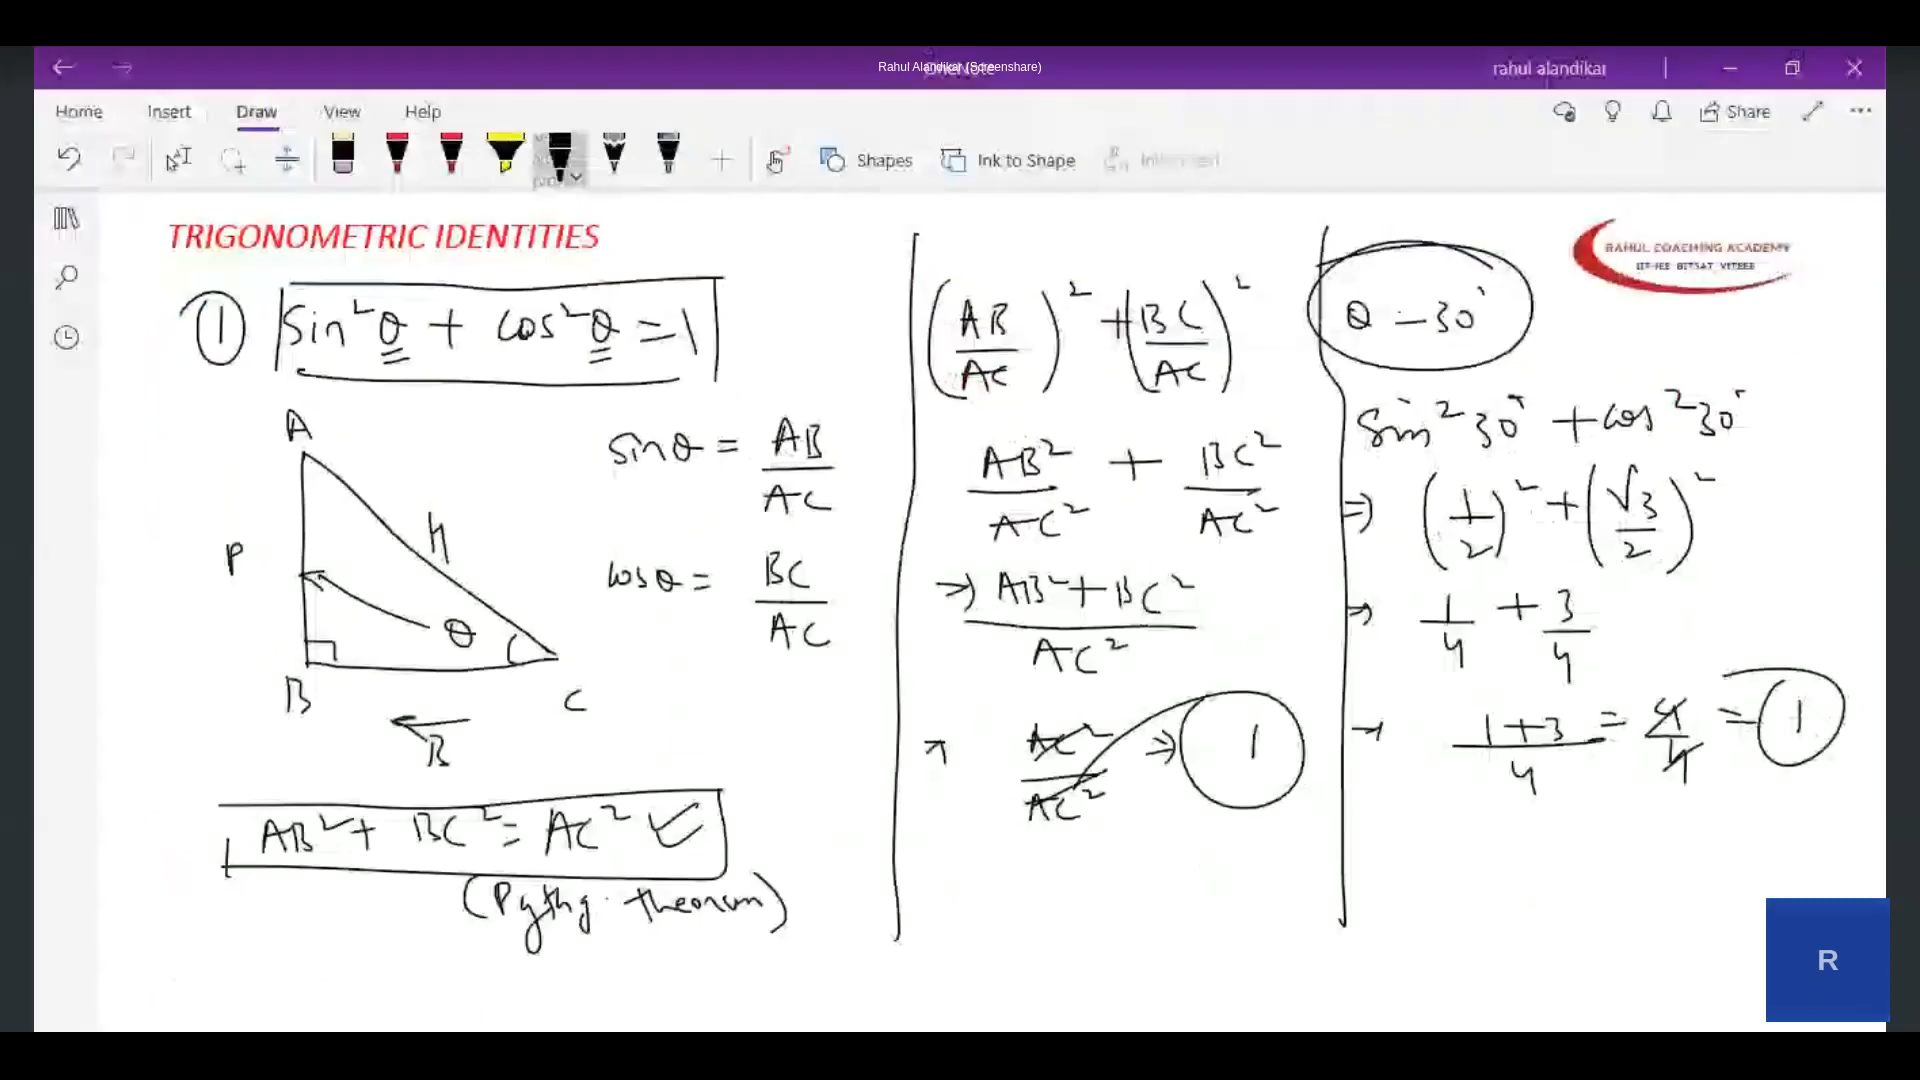 Rahul Alandikar (Screenshare)
rahul alandikar
Home Insert Draw View Help
Share
Shapes Ink to Shape
TRIGONOMETRIC IDENTITIES
RAHUL COACHING ACADEMY
IIT-JEE BITSAT VITEEE
① sin²θ + cos²θ = 1
A
P
H
θ
B
C
B
sinθ = AB/AC
cosθ = BC/AC
AB² + BC² = AC²
(Pythg. theorem)
(AB/AC)² + (BC/AC)²
AB²/AC² + BC²/AC²
⇒ AB² + BC²/AC²
→ AC²/AC² ⇒ 1
θ = 30°
sin²30° + cos²30°
⇒ (1/2)² + (√3/2)²
⇒ 1/4 + 3/4
→ 1+3/4 = 4/4 = 1
R